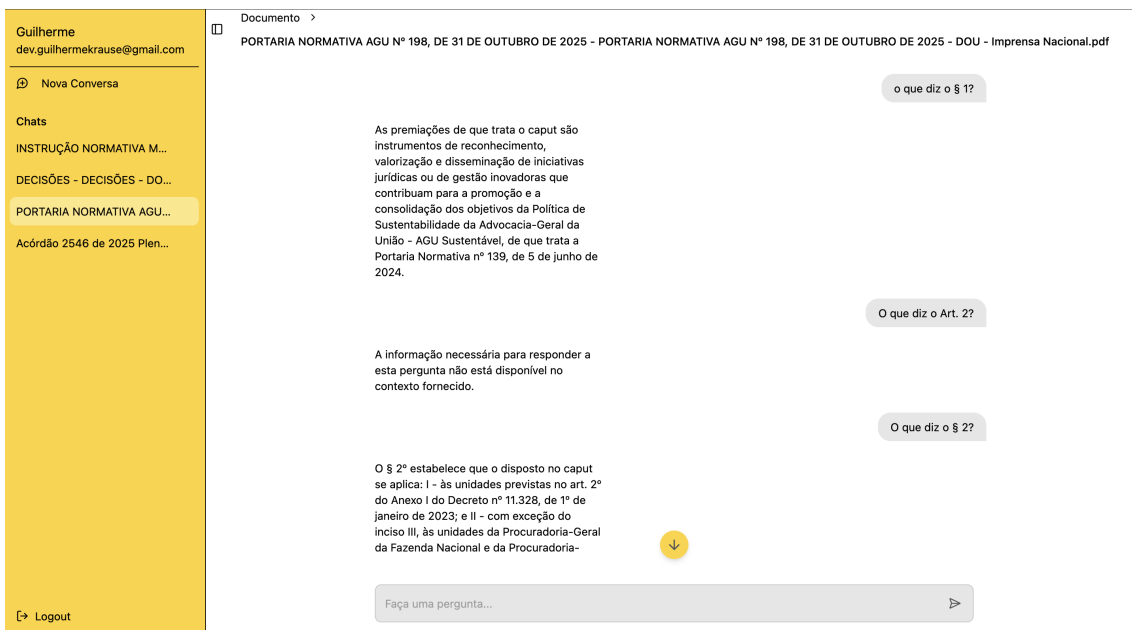 Guilherme
dev.guilhermekrause@gmail.com
Nova Conversa
Chats
INSTRUÇÃO NORMATIVA M...
DECISÕES - DECISÕES - DO...
PORTARIA NORMATIVA AGU...
Acórdão 2546 de 2025 Plen...
Logout
Documento >
PORTARIA NORMATIVA AGU Nº 198, DE 31 DE OUTUBRO DE 2025 - PORTARIA NORMATIVA AGU Nº 198, DE 31 DE OUTUBRO DE 2025 - DOU - Imprensa Nacional.pdf
o que diz o § 1?
As premiações de que trata o caput são
instrumentos de reconhecimento,
valorização e disseminação de iniciativas
jurídicas ou de gestão inovadoras que
contribuam para a promoção e a
consolidação dos objetivos da Política de
Sustentabilidade da Advocacia-Geral da
União - AGU Sustentável, de que trata a
Portaria Normativa nº 139, de 5 de junho de
2024.
O que diz o Art. 2?
A informação necessária para responder a
esta pergunta não está disponível no
contexto fornecido.
O que diz o § 2?
O § 2º estabelece que o disposto no caput
se aplica: I - às unidades previstas no art. 2º
do Anexo I do Decreto nº 11.328, de 1º de
janeiro de 2023; e II - com exceção do
inciso III, às unidades da Procuradoria-Geral
da Fazenda Nacional e da Procuradoria-
Faça uma pergunta...